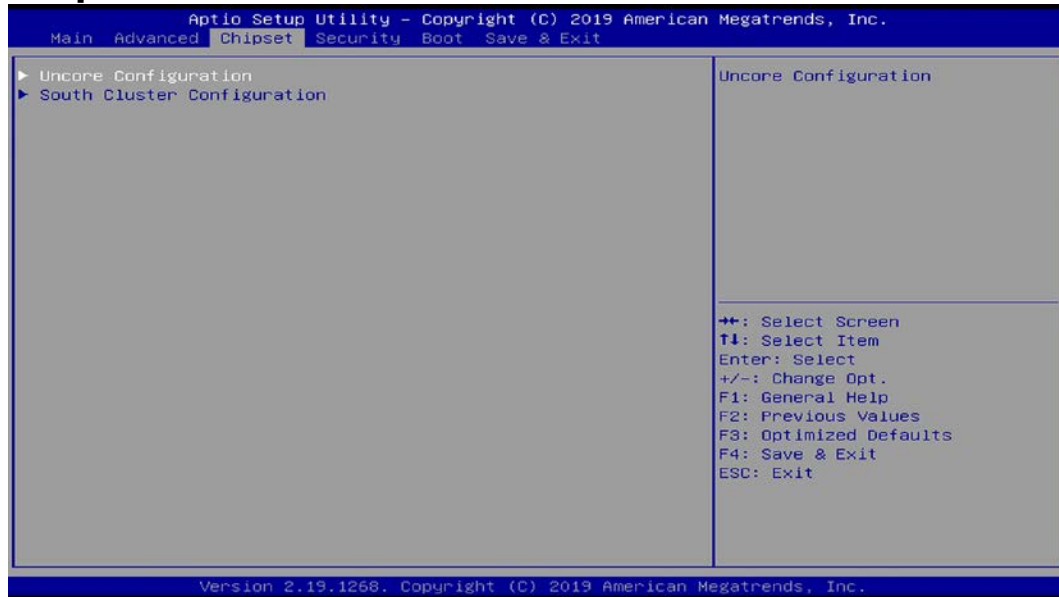 Aptio Setup Utility – Copyright (C) 2019 American Megatrends, Inc.
Main Advanced Chipset Security Boot Save & Exit
► Uncore Configuration
► South Cluster Configuration
Uncore Configuration
→←: Select Screen
↑↓: Select Item
Enter: Select
+/-: Change Opt.
F1: General Help
F2: Previous Values
F3: Optimized Defaults
F4: Save & Exit
ESC: Exit
Version 2.19.1268. Copyright (C) 2019 American Megatrends, Inc.